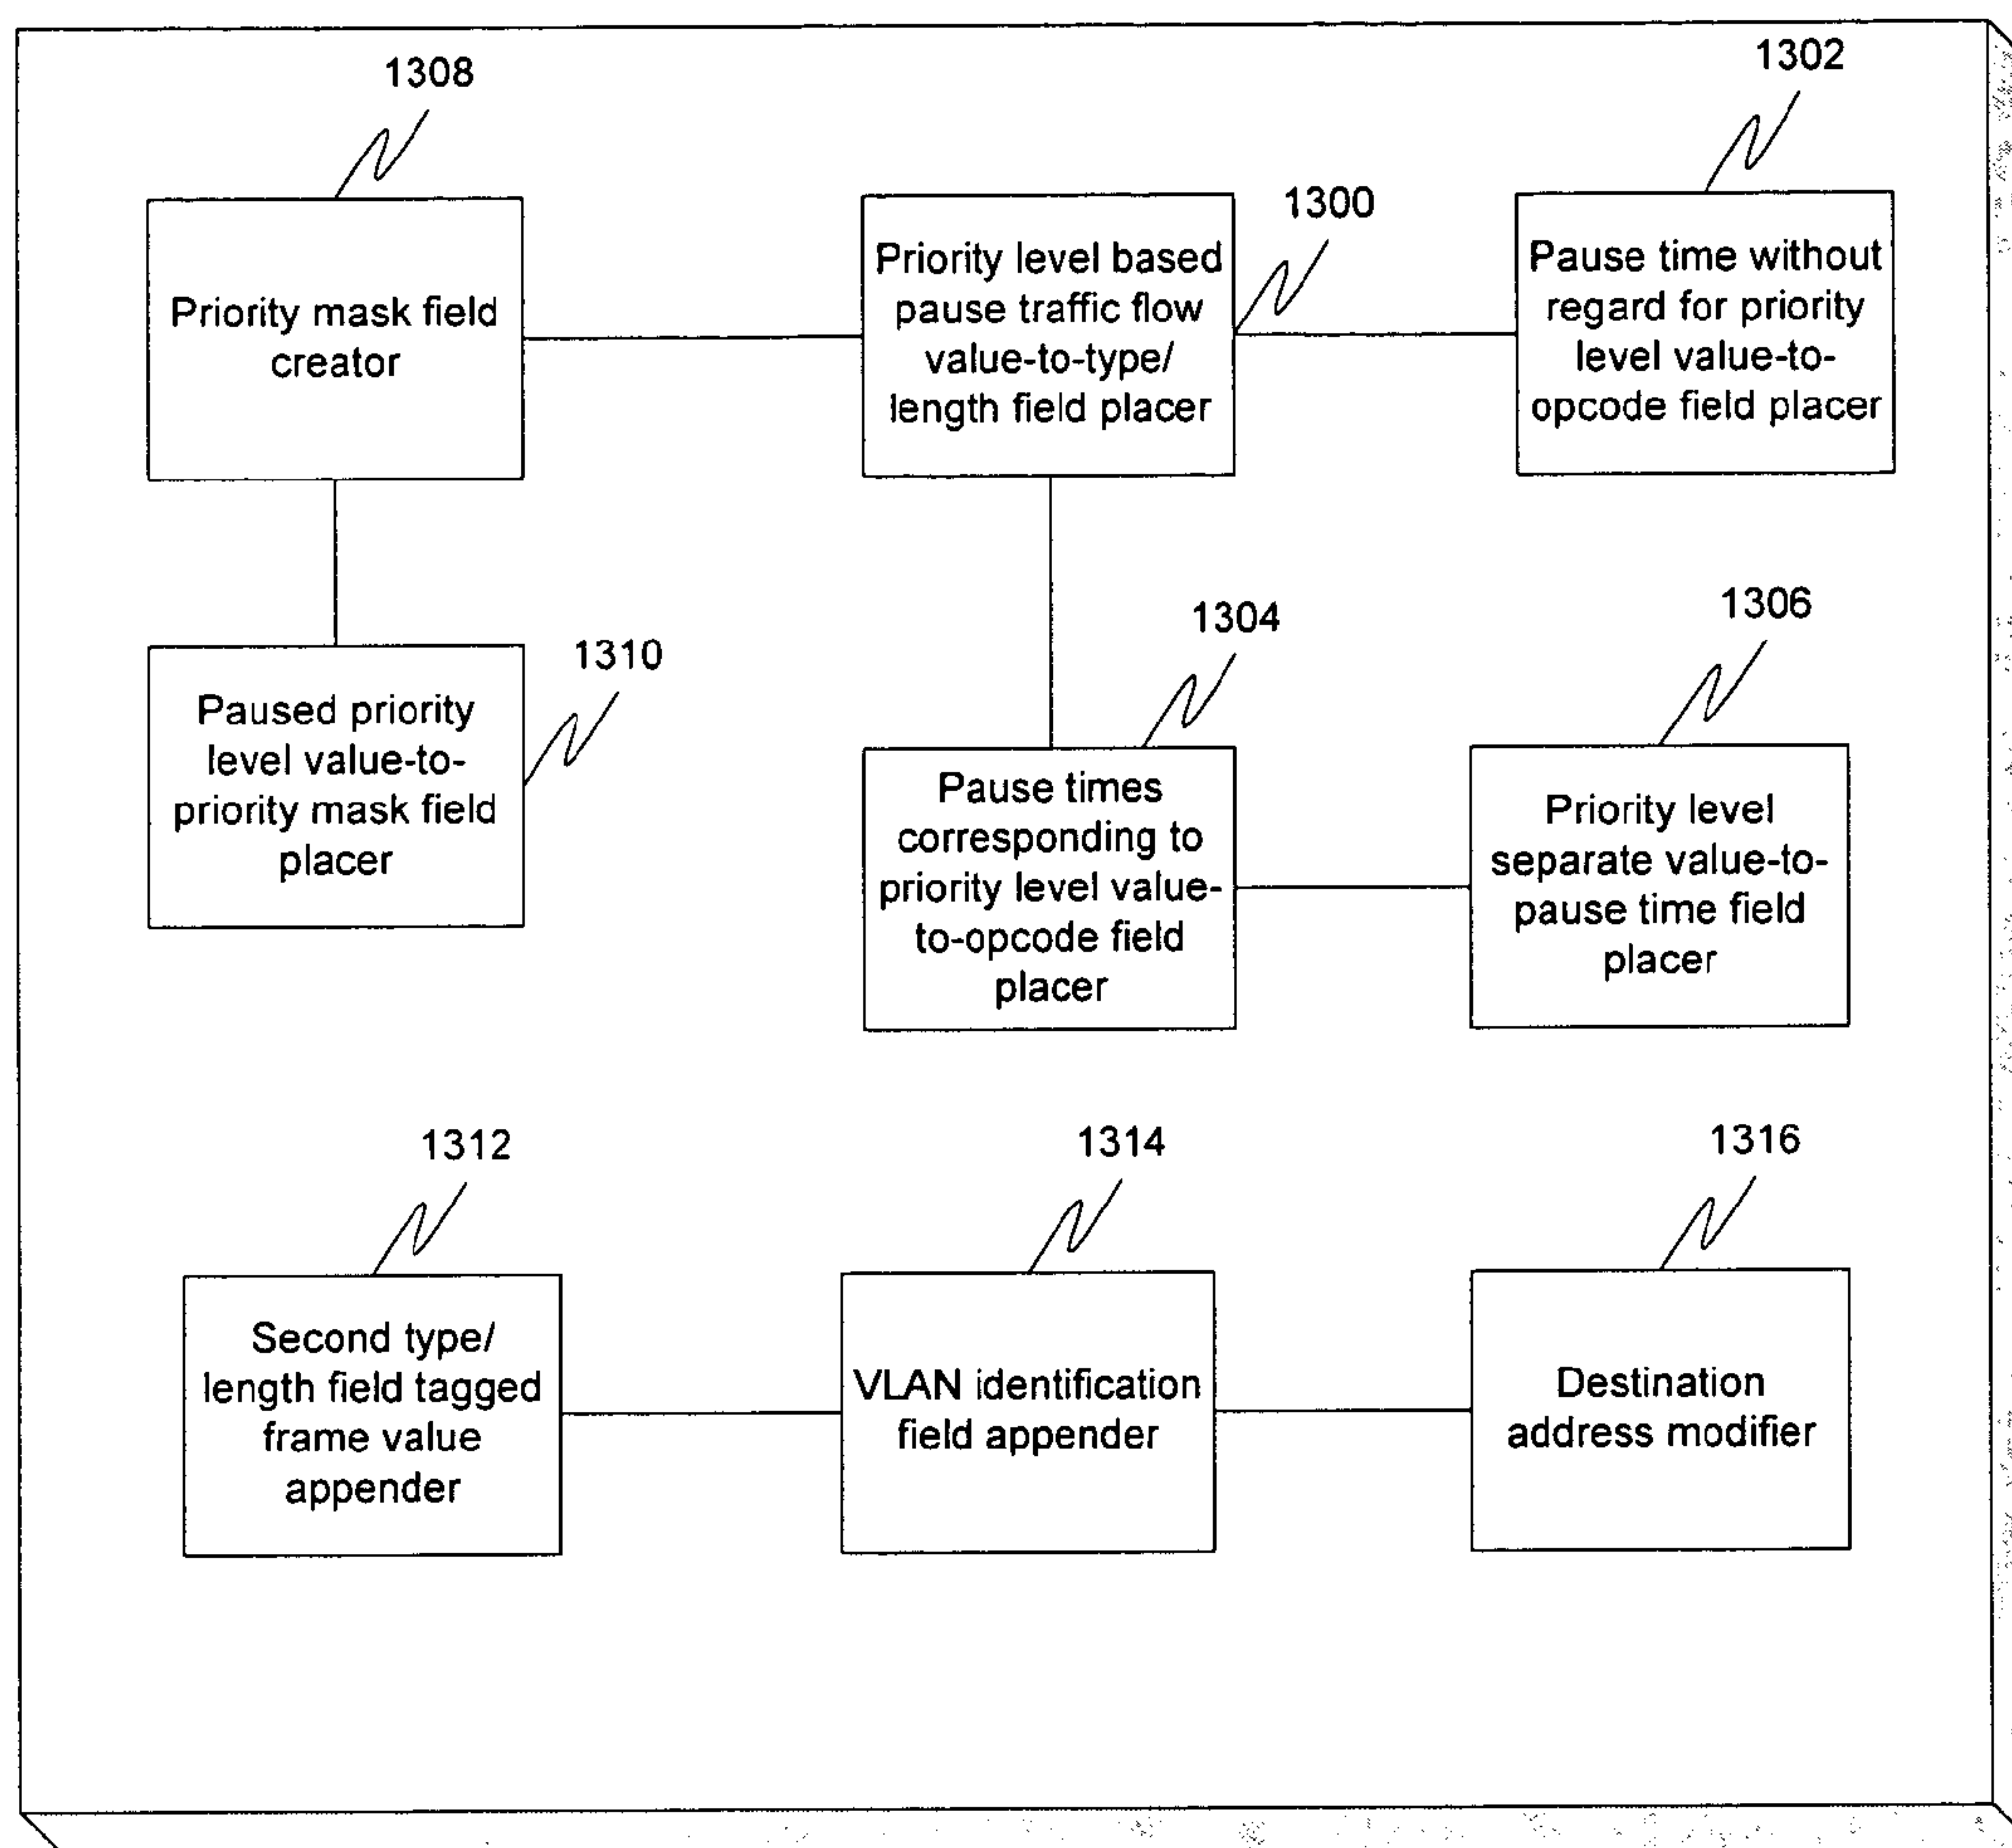 1308
1302
1300
Priority mask field
creator
Priority level based
pause traffic flow
value-to-type/
length field placer
Pause time without
regard for priority
level value-to-
opcode field placer
1310
1304
1306
Paused priority
level value-to-
priority mask field
placer
Pause times
corresponding to
priority level value-
to-opcode field
placer
Priority level
separate value-to-
pause time field
placer
1312
1314
1316
Second type/
length field tagged
frame value
appender
VLAN identification
field appender
Destination
address modifier